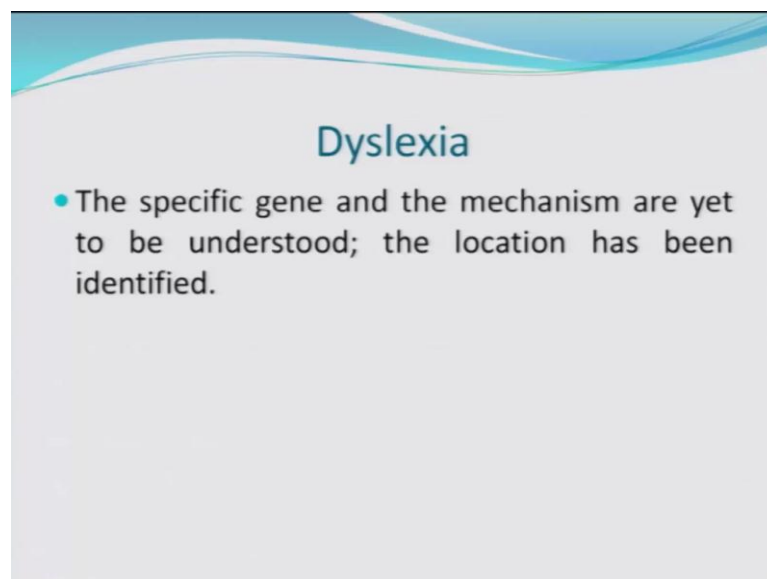 Dyslexia
• The specific gene and the mechanism are yet
to be understood; the location has been
identified.